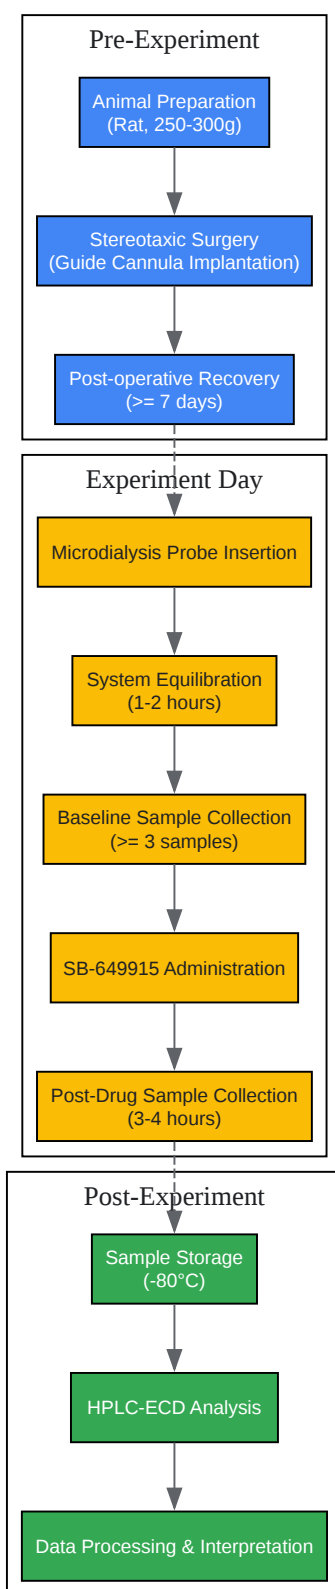 Pre-Experiment
Animal Preparation
(Rat, 250-300g)
Stereotaxic Surgery
(Guide Cannula Implantation)
Post-operative Recovery
(>= 7 days)
Experiment Day
Microdialysis Probe Insertion
System Equilibration
(1-2 hours)
Baseline Sample Collection
(>= 3 samples)
SB-649915 Administration
Post-Drug Sample Collection
(3-4 hours)
Post-Experiment
Sample Storage
(-80°C)
HPLC-ECD Analysis
Data Processing & Interpretation